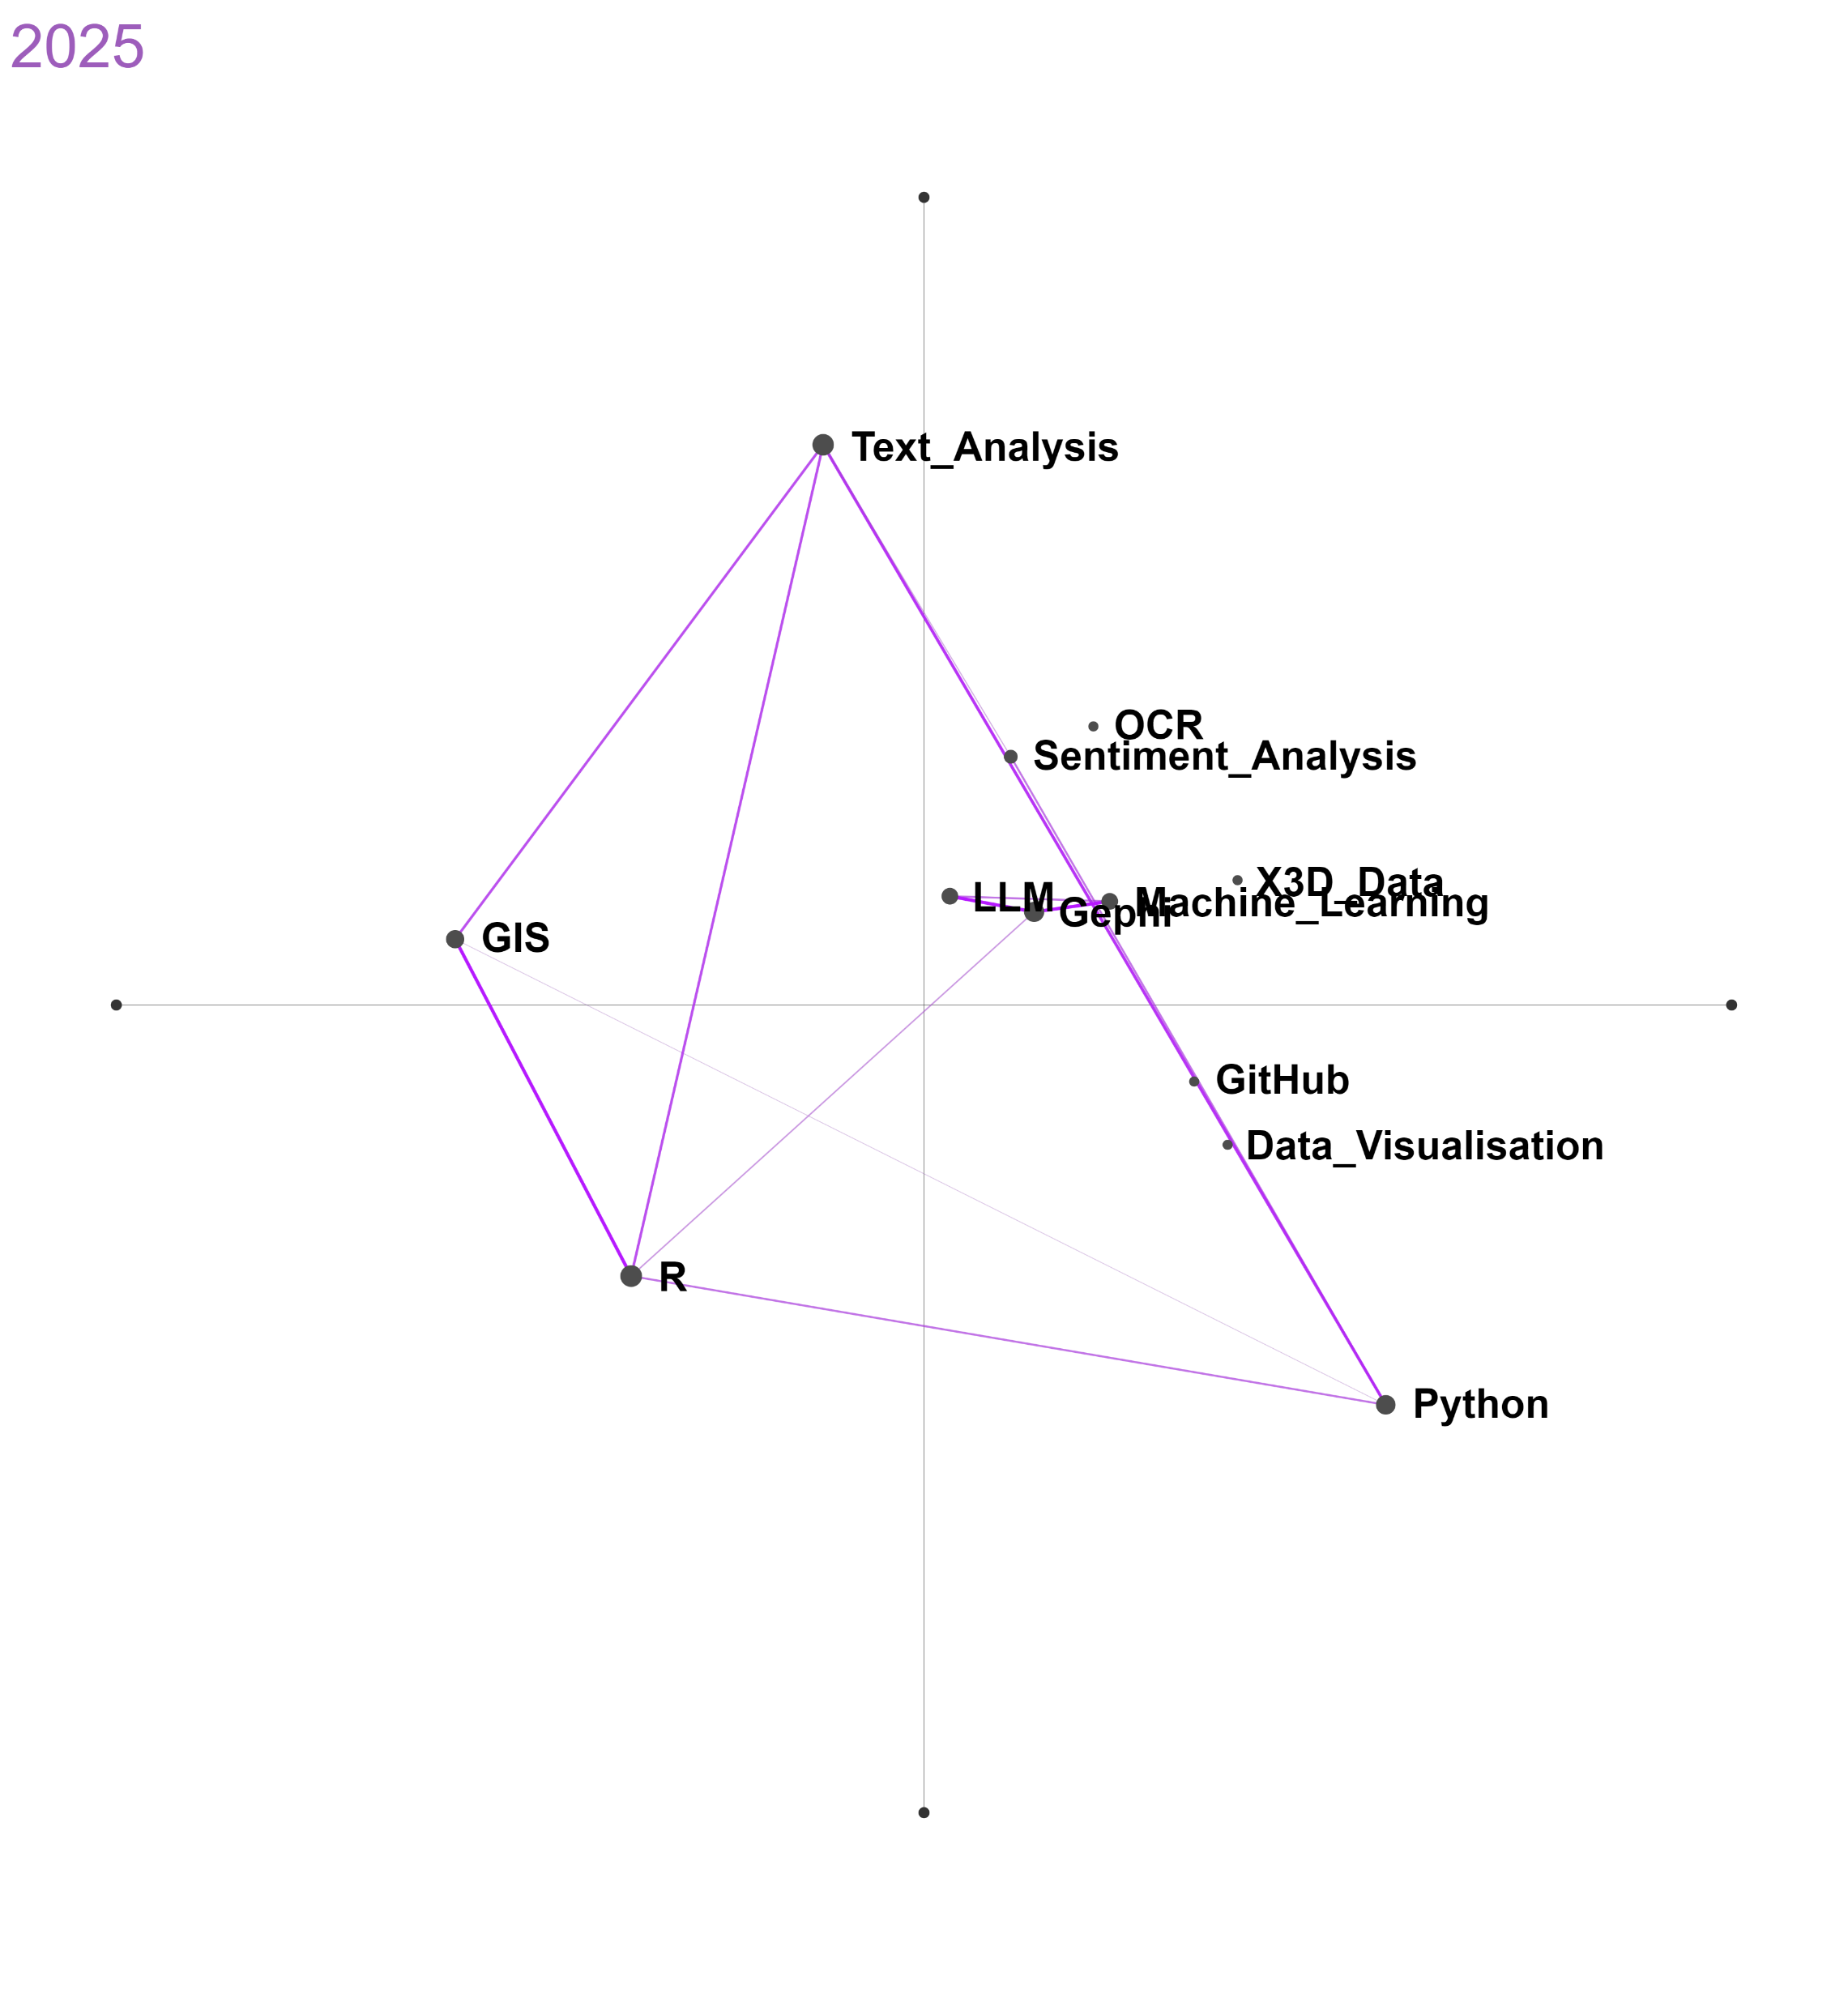 2025
Text_Analysis
OCR
Sentiment_Analysis
X3D_Data
LLM
Machine_Learning
Gephi
GIS
GitHub
Data_Visualisation
R
Python